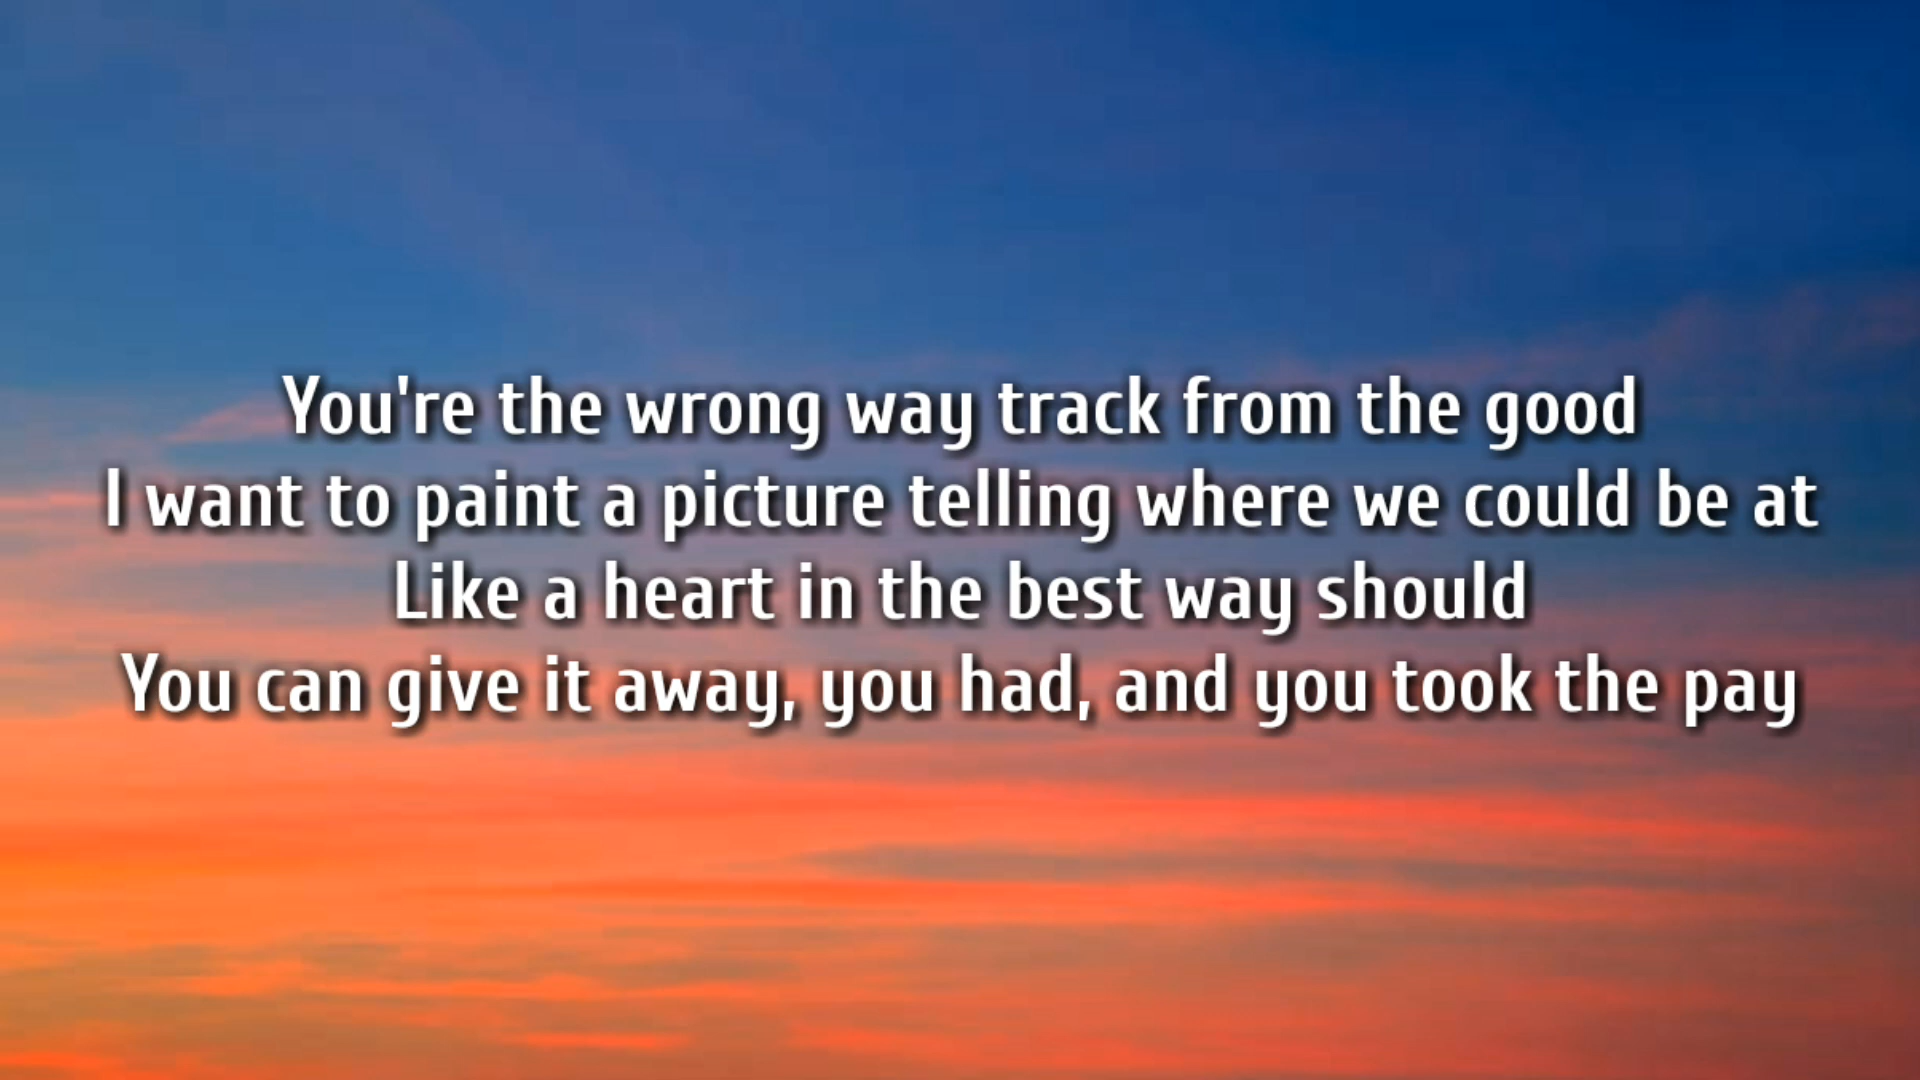 You're the wrong way track from the good
I want to paint a picture telling where we could be at
Like a heart in the best way should
You can give it away, you had, and you took the pay